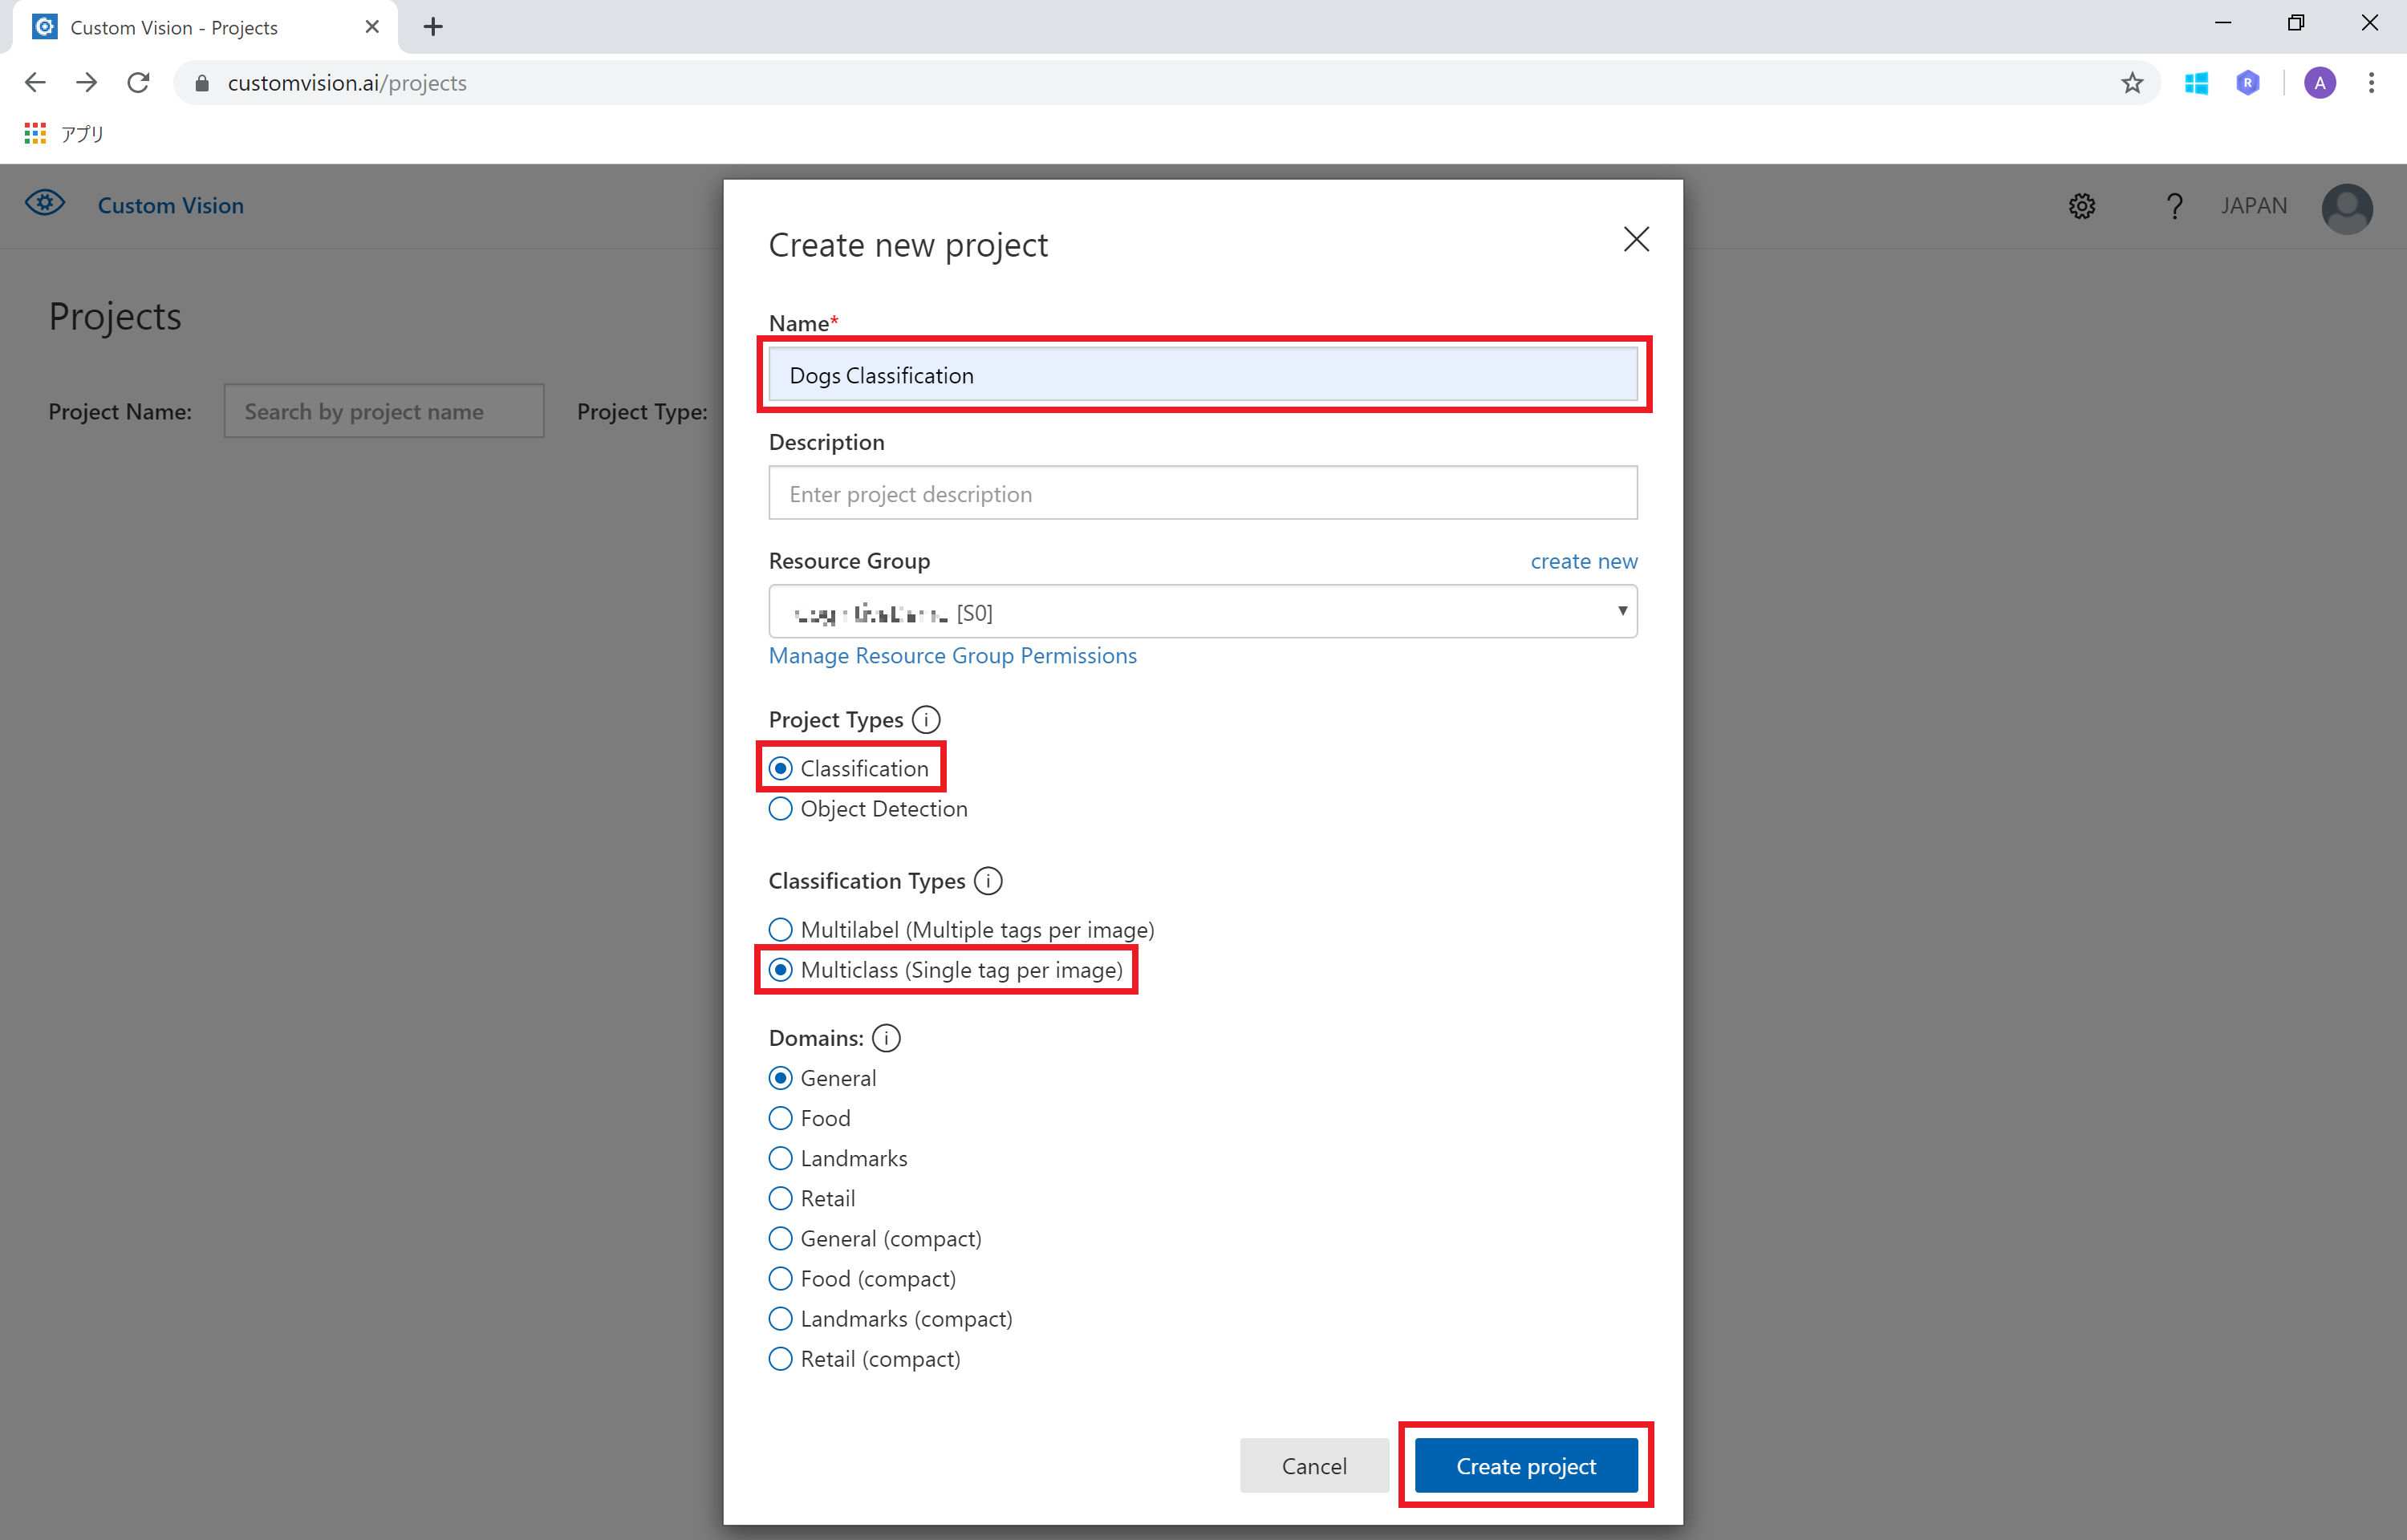 Custom Vision - Projects
customvision.ai/projects
R
A
アプリ
Custom Vision
? JAPAN
Projects
Project Name: Search by project name Project Type:
Create new project
Name*
Dogs Classification
Description
Enter project description
Resource Group create new
[S0]
Manage Resource Group Permissions
Project Types i
Classification
Object Detection
Classification Types i
Multilabel (Multiple tags per image)
Multiclass (Single tag per image)
Domains: i
General
Food
Landmarks
Retail
General (compact)
Food (compact)
Landmarks (compact)
Retail (compact)
Cancel Create project